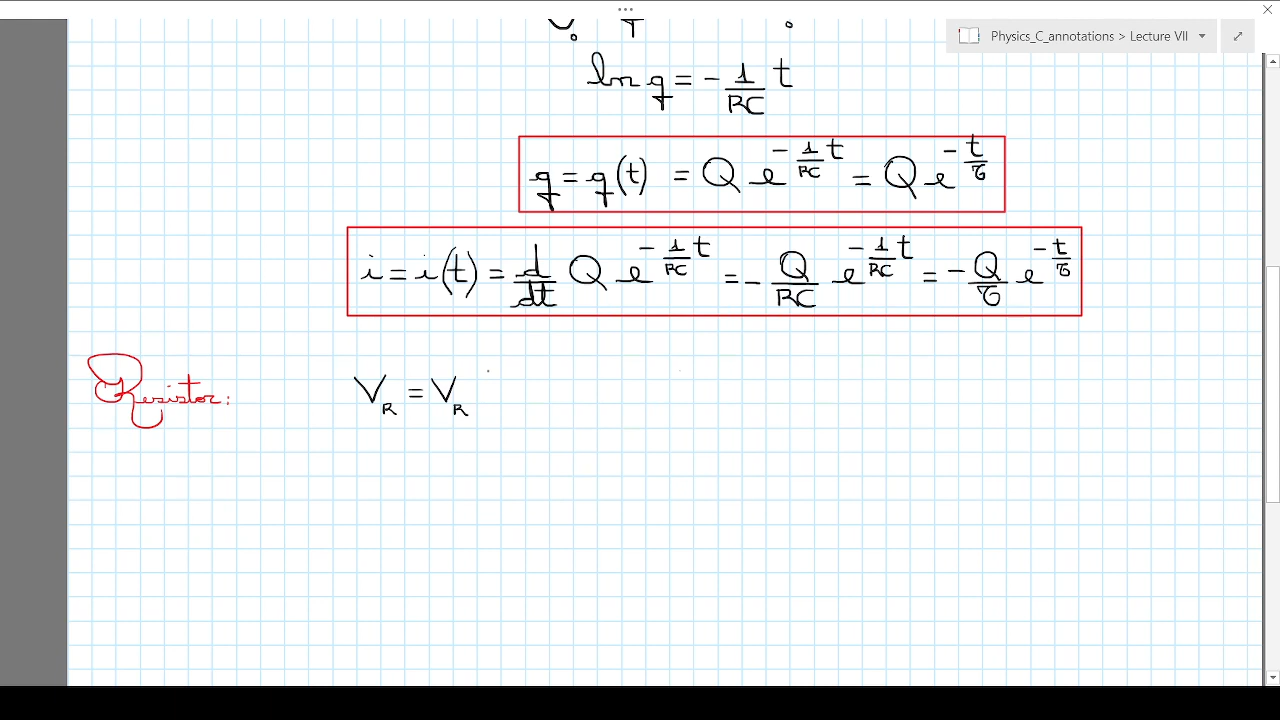 Physics_C_annotations > Lecture VII
ln q = - 1/RC t
q = q(t) = Q e^(- 1/RC t) = Q e^(- t/τ)
i = i(t) = d/dt Q e^(- 1/RC t) = - Q/RC e^(- 1/RC t) = - Q/τ e^(- t/τ)
Resistor: V_R = V_R